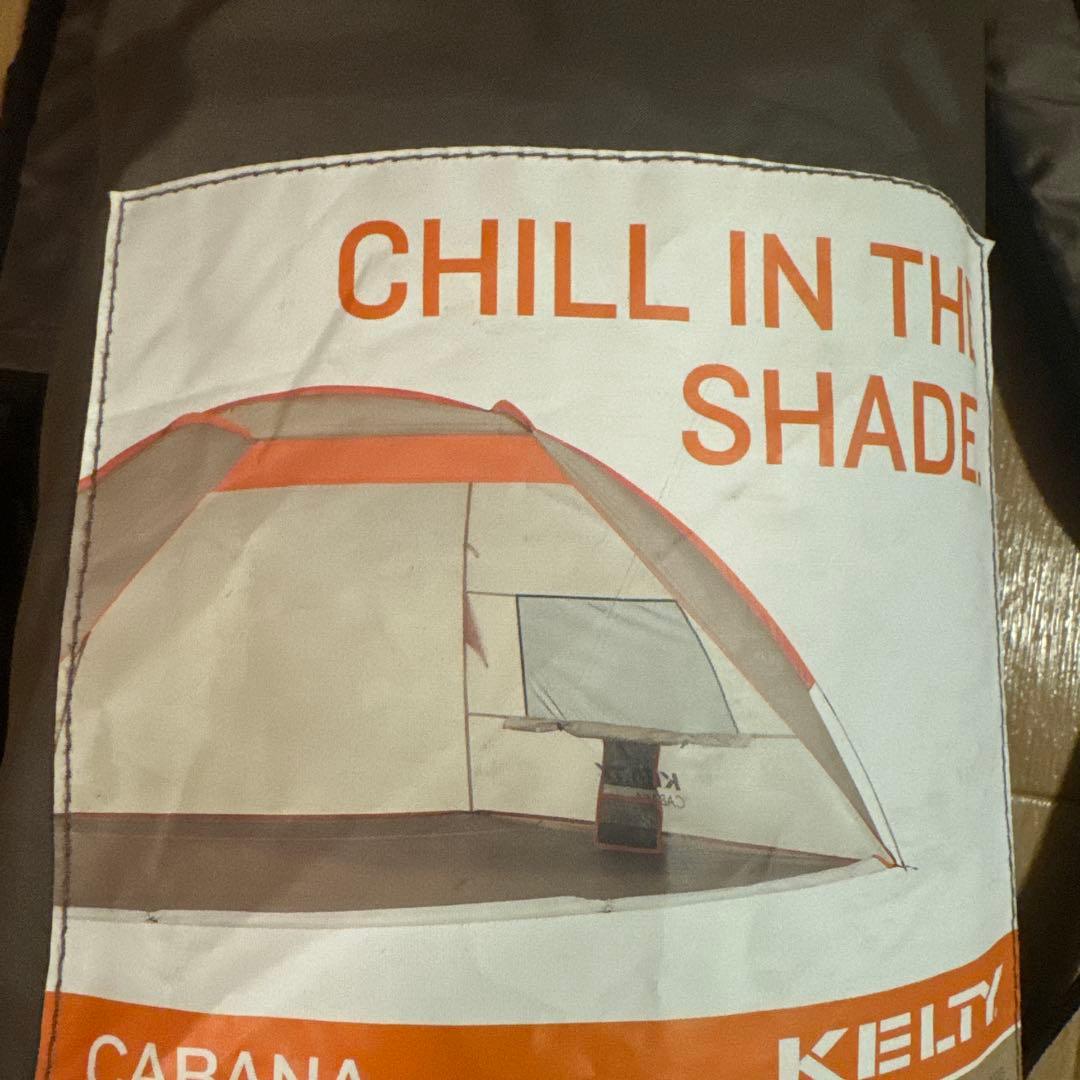 CHILL IN THE
SHADE.
KELTY
CABANA